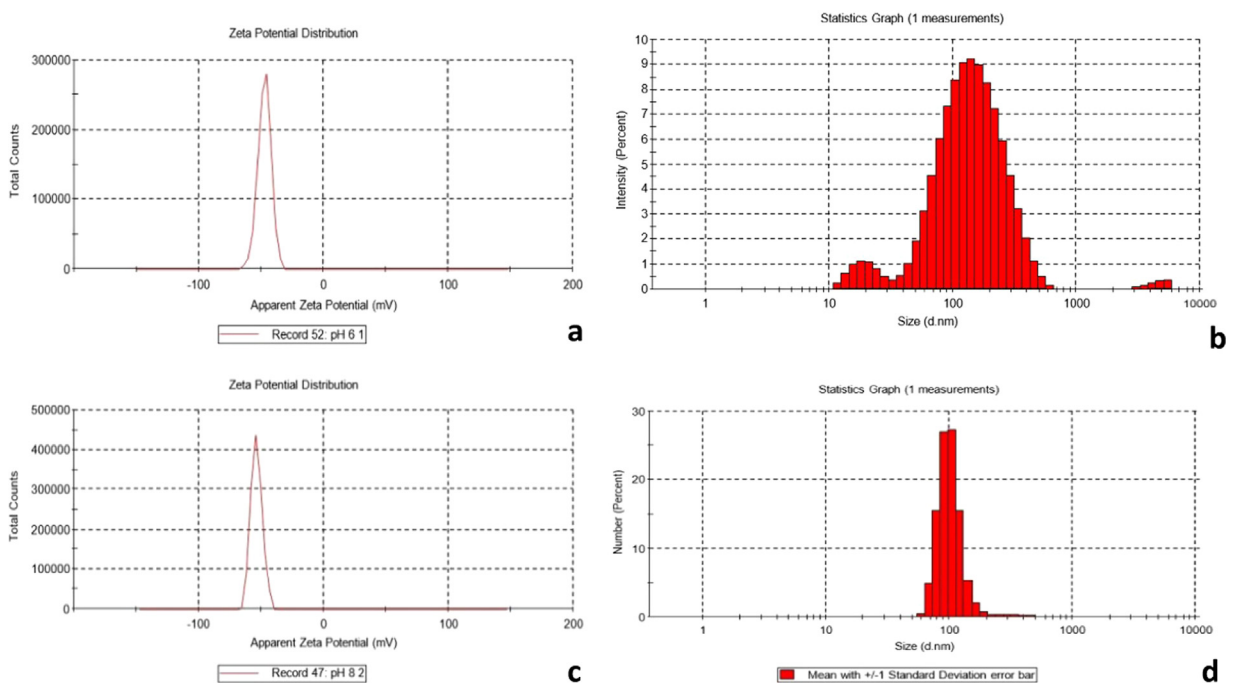 Zeta Potential Distribution
300000
200000
100000
0
Total Counts
-100 0 100 200
Apparent Zeta Potential (mV)
Record 52: pH 6 1
a
Statistics Graph (1 measurements)
10
9
8
7
6
5
4
3
2
1
0
Intensity (Percent)
1 10 100 1000 10000
Size (d.nm)
b
Zeta Potential Distribution
500000
400000
300000
200000
100000
0
Total Counts
-100 0 100 200
Apparent Zeta Potential (mV)
Record 47: pH 8 2
c
Statistics Graph (1 measurements)
30
20
10
0
Number (Percent)
1 10 100 1000 10000
Size (d.nm)
Mean with +/-1 Standard Deviation error bar
d